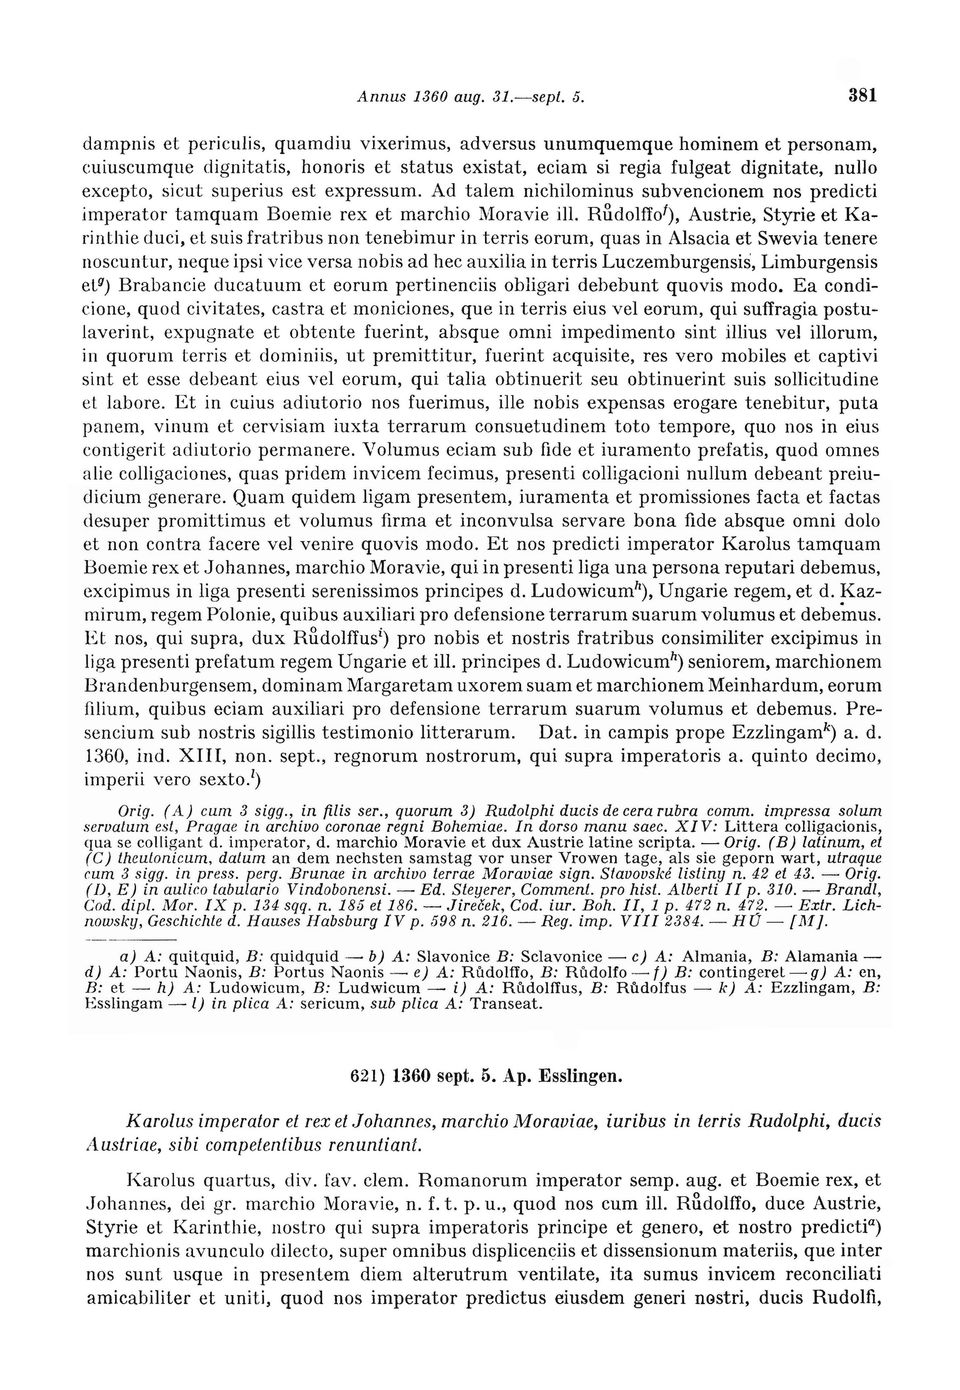 Annus 1360 aug. 31.—sept. 5. 381
dampnis et periculis, quamdiu vixerimus, adversus unumquemque hominem et personam,
cuiuscumque dignitatis, honoris et status existat, eciam si regia fulgeat dignitate, nullo
excepto, sicut superius est expressum. Ad talem nichilominus subvencionem nos predicti
imperator tamquam Boemie rex et marchio Moravie ill. Růdolffo^f), Austrie, Styrie et Ka-
rinthie duci, et suis fratribus non tenebimur in terris eorum, quas in Alsacia et Swevia tenere
noscuntur, neque ipsi vice versa nobis ad hec auxilia in terris Luczemburgensis, Limburgensis
et^g) Brabancie ducatuum et eorum pertinenciis obligari debebunt quovis modo. Ea condi-
cione, quod civitates, castra et moniciones, que in terris eius vel eorum, qui suffragia postu-
laverint, expugnate et obtente fuerint, absque omni impedimento sint illius vel illorum,
in quorum terris et dominiis, ut premittitur, fuerint acquisite, res vero mobiles et captivi
sint et esse debeant eius vel eorum, qui talia obtinuerit seu obtinuerint suis sollicitudine
et labore. Et in cuius adiutorio nos fuerimus, ille nobis expensas erogare tenebitur, puta
panem, vinum et cervisiam iuxta terrarum consuetudinem toto tempore, quo nos in eius
contigerit adiutorio permanere. Volumus eciam sub fide et iuramento prefatis, quod omnes
alie colligaciones, quas pridem invicem fecimus, presenti colligacioni nullum debeant preiu-
dicium generare. Quam quidem ligam presentem, iuramenta et promissiones facta et factas
desuper promittimus et volumus firma et inconvulsa servare bona fide absque omni dolo
et non contra facere vel venire quovis modo. Et nos predicti imperator Karolus tamquam
Boemie rex et Johannes, marchio Moravie, qui in presenti liga una persona reputari debemus,
excipimus in liga presenti serenissimos principes d. Ludowicum^h), Ungarie regem, et d. Kaz-
mirum, regem Polonie, quibus auxiliari pro defensione terrarum suarum volumus et debemus.
Et nos, qui supra, dux Růdolffus^i) pro nobis et nostris fratribus consimiliter excipimus in
liga presenti prefatum regem Ungarie et ill. principes d. Ludowicum^h) seniorem, marchionem
Brandenburgensem, dominam Margaretam uxorem suam et marchionem Meinhardum, eorum
filium, quibus eciam auxiliari pro defensione terrarum suarum volumus et debemus. Pre-
sencium sub nostris sigillis testimonio litterarum. Dat. in campis prope Ezzlingam^k) a. d.
1360, ind. XIII, non. sept., regnorum nostrorum, qui supra imperatoris a. quinto decimo,
imperii vero sexto.^l)
Orig. (A) cum 3 sigg., in filis ser., quorum 3) Rudolphi ducis de cera rubra comm. impressa solum
servatum est, Pragae in archivo coronae regni Bohemiae. In dorso manu saec. XIV: Littera colligacionis,
qua se colligant d. imperator, d. marchio Moravie et dux Austrie latine scripta. — Orig. (B) latinum, et
(C) theutonicum, datum an dem nechsten samstag vor unser Vrowen tage, als sie geporn wart, utraque
cum 3 sigg. in press. perg. Brunae in archivo terrae Moraviae sign. Stavovské listiny n. 42 et 43. — Orig.
(D, E) in aulico tabulario Vindobonensi. — Ed. Steyerer, Comment. pro hist. Alberti II p. 310. — Brandl,
Cod. dipl. Mor. IX p. 134 sqq. n. 185 et 186. — Jireček, Cod. iur. Boh. II, 1 p. 472 n. 472. — Extr. Lich-
nowsky, Geschichte d. Hauses Habsburg IV p. 598 n. 216. — Reg. imp. VIII 2384. — HÚ — [M].
a) A: quitquid, B: quidquid — b) A: Slavonice B: Sclavonice — c) A: Almania, B: Alamania —
d) A: Portu Naonis, B: Portus Naonis — e) A: Růdolffo, B: Růdolfo — f) B: contingeret — g) A: en,
B: et — h) A: Ludowicum, B: Ludwicum — i) A: Růdolffus, B: Růdolfus — k) A: Ezzlingam, B:
Esslingam — l) in plica A: sericum, sub plica A: Transeat.
621) 1360 sept. 5. Ap. Esslingen.
Karolus imperator et rex et Johannes, marchio Moraviae, iuribus in terris Rudolphi, ducis
Austriae, sibi competentibus renuntiant.
Karolus quartus, div. fav. clem. Romanorum imperator semp. aug. et Boemie rex, et
Johannes, dei gr. marchio Moravie, n. f. t. p. u., quod nos cum ill. Růdolffo, duce Austrie,
Styrie et Karinthie, nostro qui supra imperatoris principe et genero, et nostro predicti^a)
marchionis avunculo dilecto, super omnibus displicenciis et dissensionum materiis, que inter
nos sunt usque in presentem diem alterutrum ventilate, ita sumus invicem reconciliati
amicabiliter et uniti, quod nos imperator predictus eiusdem generi nostri, ducis Rudolfi,